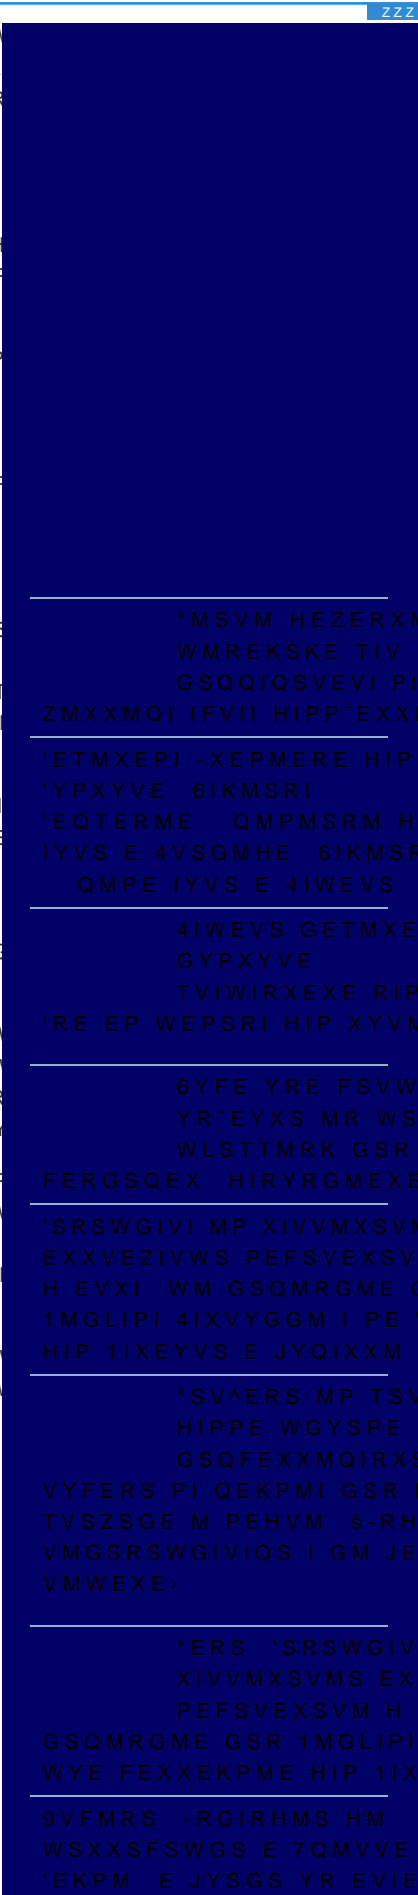 ZZZ
*MSVM HEZERXM
WMREKSKE TIV
GSQQIQSVEVI PI
ZMXXMQI IFVII HIPP˜EXX
'ETMXEPI -XEPMERE HIP
'YPXYVE 6IKMSRI
'EQTERME QMPMSRM H
IYVS E 4VSGMHE 6IKMSR
QMPE IYVS E 4IWEVS
4IWEVS GETMXE
GYPXYVE
TVIWIRXEXE RIP
'RE EP WEPSRI HIP XYVM
6YFE YRE FSVW
YR˜EYXS MR WS
WLSTTMRK GSR
FERGSQEX HIRYRGMEXE
'SRSWGIVI MP XIVVMXSVM
EXXVEZIVWS PEFSVEXSV
H EVXI WM GSQMRGME
1MGLIPI 4IXVYGGM I PE
HIP 1IXEYVS E JYQIXXM
*SV^ERS MP TSV
HIPPE WGYSPE
GSQFEXXMQIRXS
VYFERS PI QEKPMI GSR
TVSZSGE M PEHVM š-RH
VMGSRSWGIVIQS I GM JE
VMWEXE›
*ERS 'SRSWGIV
XIVVMXSVMS EX
PEFSVEXSVM H
GSQMRGME GSR 1MGLIPI
WYE FEXXEKPME HIP 1IX
9VFMRS -RGIRHMS HM
WSXXSFSWGS E 7QMVVE
'EKPM E JYSGS YR EVIE